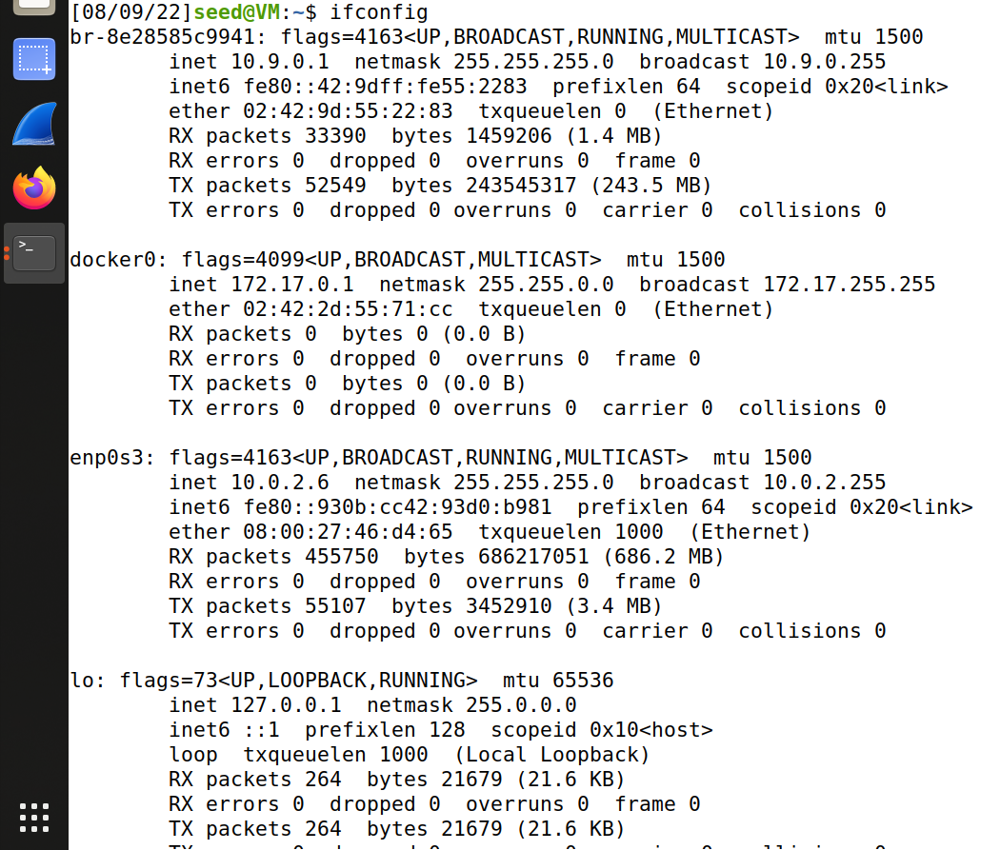 [08/09/22]seed@VM:~$ ifconfig
br-8e28585c9941: flags=4163<UP,BROADCAST,RUNNING,MULTICAST>  mtu 1500
        inet 10.9.0.1  netmask 255.255.255.0  broadcast 10.9.0.255
        inet6 fe80::42:9dff:fe55:2283  prefixlen 64  scopeid 0x20<link>
        ether 02:42:9d:55:22:83  txqueuelen 0  (Ethernet)
        RX packets 33390  bytes 1459206 (1.4 MB)
        RX errors 0  dropped 0  overruns 0  frame 0
        TX packets 52549  bytes 243545317 (243.5 MB)
        TX errors 0  dropped 0 overruns 0  carrier 0  collisions 0

docker0: flags=4099<UP,BROADCAST,MULTICAST>  mtu 1500
        inet 172.17.0.1  netmask 255.255.0.0  broadcast 172.17.255.255
        ether 02:42:2d:55:71:cc  txqueuelen 0  (Ethernet)
        RX packets 0  bytes 0 (0.0 B)
        RX errors 0  dropped 0  overruns 0  frame 0
        TX packets 0  bytes 0 (0.0 B)
        TX errors 0  dropped 0 overruns 0  carrier 0  collisions 0

enp0s3: flags=4163<UP,BROADCAST,RUNNING,MULTICAST>  mtu 1500
        inet 10.0.2.6  netmask 255.255.255.0  broadcast 10.0.2.255
        inet6 fe80::930b:cc42:93d0:b981  prefixlen 64  scopeid 0x20<link>
        ether 08:00:27:46:d4:65  txqueuelen 1000  (Ethernet)
        RX packets 455750  bytes 686217051 (686.2 MB)
        RX errors 0  dropped 0  overruns 0  frame 0
        TX packets 55107  bytes 3452910 (3.4 MB)
        TX errors 0  dropped 0 overruns 0  carrier 0  collisions 0

lo: flags=73<UP,LOOPBACK,RUNNING>  mtu 65536
        inet 127.0.0.1  netmask 255.0.0.0
        inet6 ::1  prefixlen 128  scopeid 0x10<host>
        loop  txqueuelen 1000  (Local Loopback)
        RX packets 264  bytes 21679 (21.6 KB)
        RX errors 0  dropped 0  overruns 0  frame 0
        TX packets 264  bytes 21679 (21.6 KB)